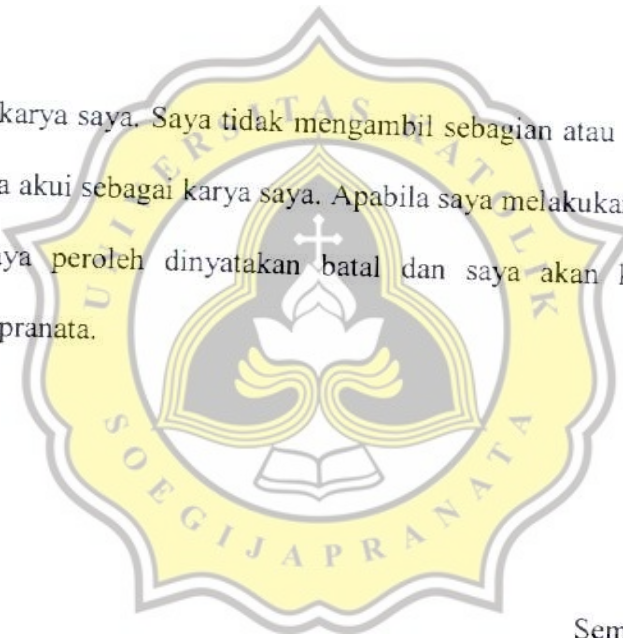 karya saya. Saya tidak mengambil sebagian atau
a akui sebagai karya saya. Apabila saya melakukan
ya peroleh dinyatakan batal dan saya akan
pranata.
UNIVERSITAS KATOLIK
SOEGIJAPRANATA
Sem